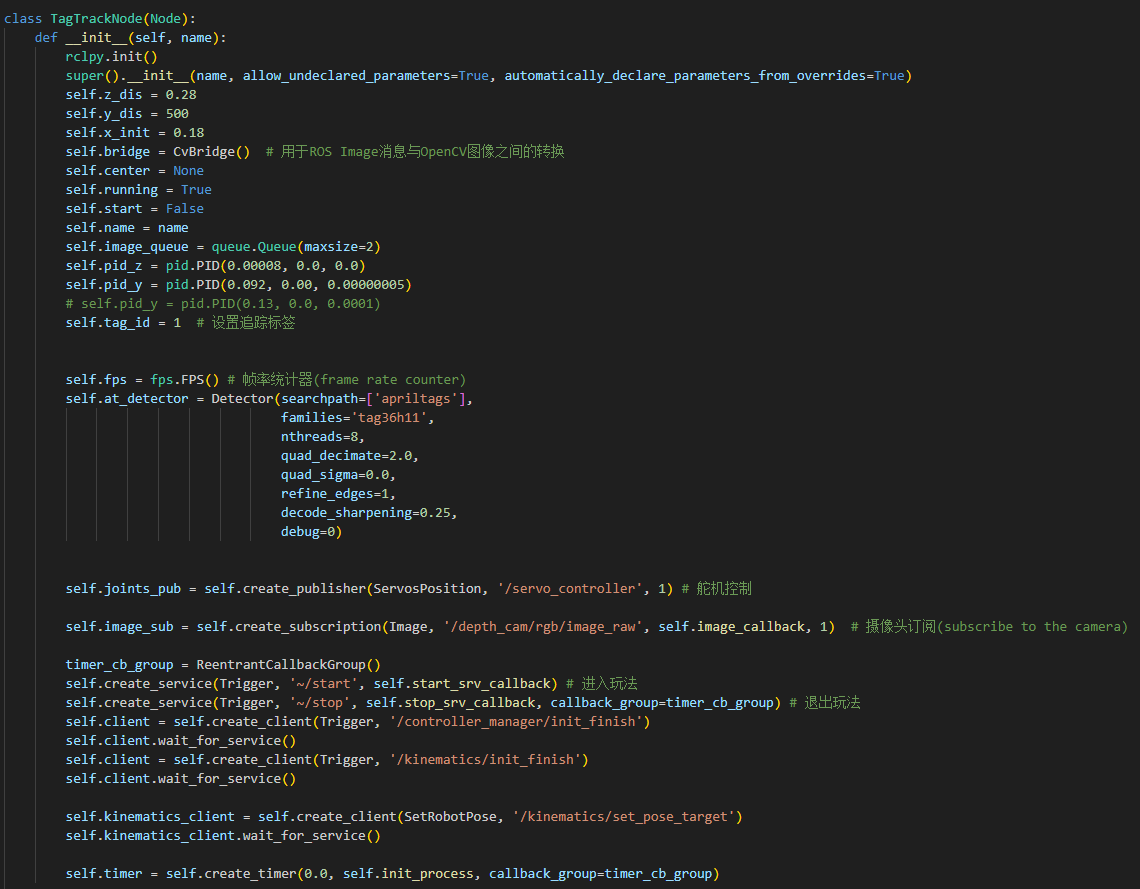 class TagTrackNode(Node):
    def __init__(self, name):
        rclpy.init()
        super().__init__(name, allow_undeclared_parameters=True, automatically_declare_parameters_from_overrides=True)
        self.z_dis = 0.28
        self.y_dis = 500
        self.x_init = 0.18
        self.bridge = CvBridge()  # 用于ROS Image消息与OpenCV图像之间的转换
        self.center = None
        self.running = True
        self.start = False
        self.name = name
        self.image_queue = queue.Queue(maxsize=2)
        self.pid_z = pid.PID(0.00008, 0.0, 0.0)
        self.pid_y = pid.PID(0.092, 0.00, 0.00000005)
        # self.pid_y = pid.PID(0.13, 0.0, 0.0001)
        self.tag_id = 1  # 设置追踪标签
        self.fps = fps.FPS() # 帧率统计器(frame rate counter)
        self.at_detector = Detector(searchpath=['apriltags'],
                                    families='tag36h11',
                                    nthreads=8,
                                    quad_decimate=2.0,
                                    quad_sigma=0.0,
                                    refine_edges=1,
                                    decode_sharpening=0.25,
                                    debug=0)
        self.joints_pub = self.create_publisher(ServosPosition, '/servo_controller', 1) # 舵机控制
        self.image_sub = self.create_subscription(Image, '/depth_cam/rgb/image_raw', self.image_callback, 1)  # 摄像头订阅(subscribe to the camera)
        timer_cb_group = ReentrantCallbackGroup()
        self.create_service(Trigger, '~/start', self.start_srv_callback) # 进入玩法
        self.create_service(Trigger, '~/stop', self.stop_srv_callback, callback_group=timer_cb_group) # 退出玩法
        self.client = self.create_client(Trigger, '/controller_manager/init_finish')
        self.client.wait_for_service()
        self.client = self.create_client(Trigger, '/kinematics/init_finish')
        self.client.wait_for_service()
        self.kinematics_client = self.create_client(SetRobotPose, '/kinematics/set_pose_target')
        self.kinematics_client.wait_for_service()
        self.timer = self.create_timer(0.0, self.init_process, callback_group=timer_cb_group)